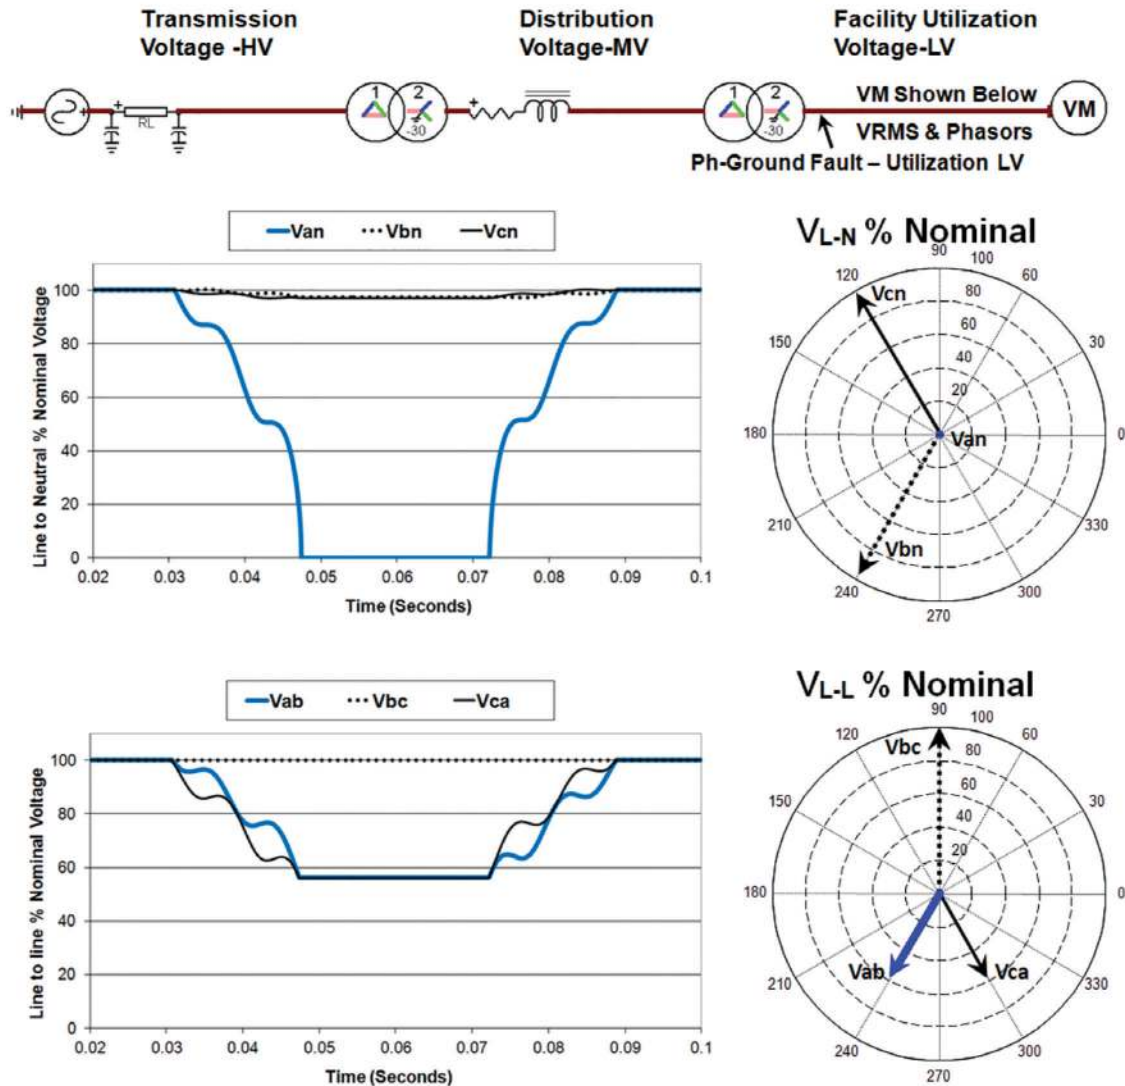 Transmission
Voltage -HV
Distribution
Voltage-MV
Facility Utilization
Voltage-LV
+
RL
1
2
-30
+
1
2
-30
VM Shown Below
VM
VRMS & Phasors
Ph-Ground Fault – Utilization LV
Van
Vbn
Vcn
Line to Neutral % Nominal Voltage
100
80
60
40
20
0
0.02
0.03
0.04
0.05
0.06
0.07
0.08
0.09
0.1
Time (Seconds)
VL-N % Nominal
90
100
120
60
80
Vcn
60
150
30
40
20
Van
180
0
210
330
Vbn
240
300
270
Vab
Vbc
Vca
Line to line % Nominal Voltage
100
80
60
40
20
0
0.02
0.03
0.04
0.05
0.06
0.07
0.08
0.09
0.1
Time (Seconds)
VL-L % Nominal
90
100
120
60
Vbc
80
60
150
30
40
20
180
0
Vab
Vca
210
330
240
300
270